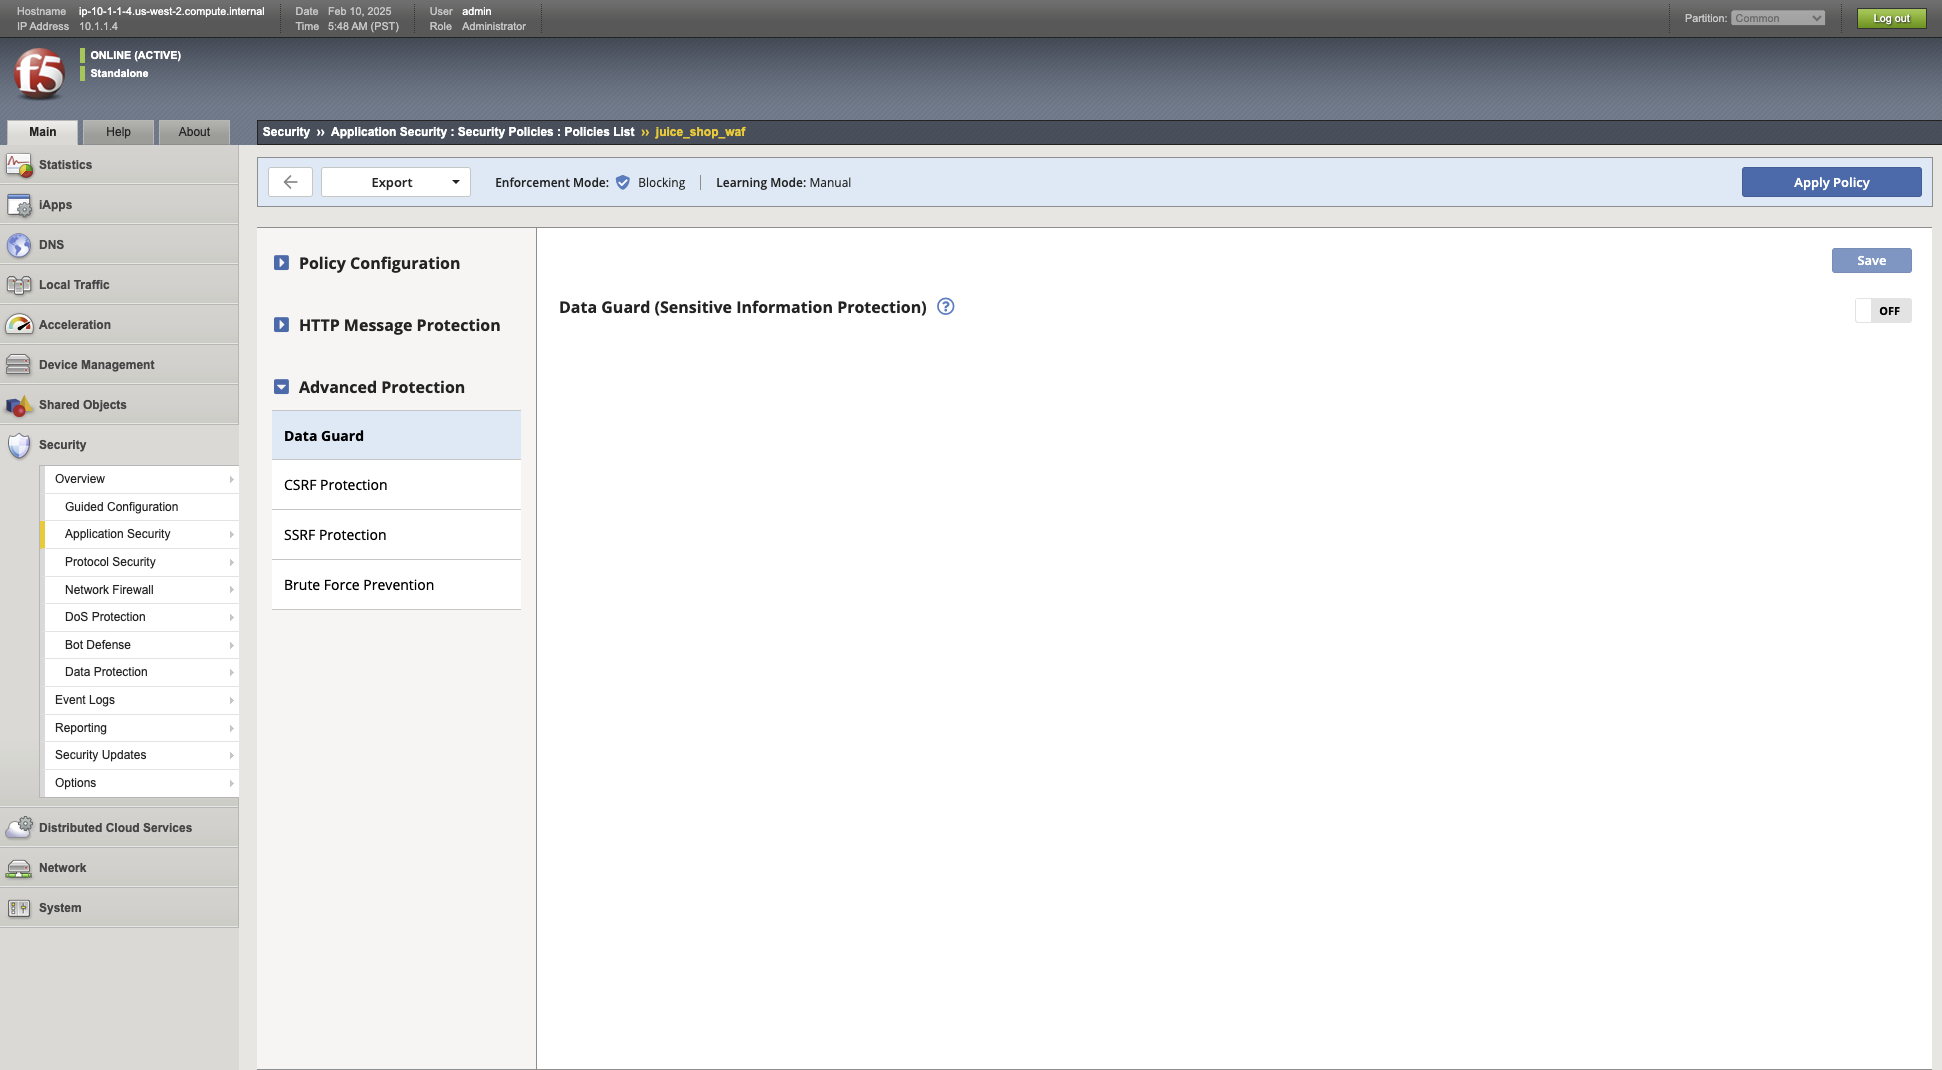 Hostname ip-10-1-1-4.us-west-2.compute.internal Date Feb 10, 2025 User admin
IP Address 10.1.1.4 Time 5:48 AM (PST) Role Administrator
Partition: Common Log out
f5
ONLINE (ACTIVE)
Standalone
Main Help About
Security ›› Application Security : Security Policies : Policies List ›› juice_shop_waf
Export Enforcement Mode: Blocking Learning Mode: Manual Apply Policy
Statistics
iApps
DNS
Local Traffic
Acceleration
Device Management
Shared Objects
Security
Overview
Guided Configuration
Application Security
Protocol Security
Network Firewall
DoS Protection
Bot Defense
Data Protection
Event Logs
Reporting
Security Updates
Options
Distributed Cloud Services
Network
System
Policy Configuration
HTTP Message Protection
Advanced Protection
Data Guard
CSRF Protection
SSRF Protection
Brute Force Prevention
Save
Data Guard (Sensitive Information Protection) ?
OFF